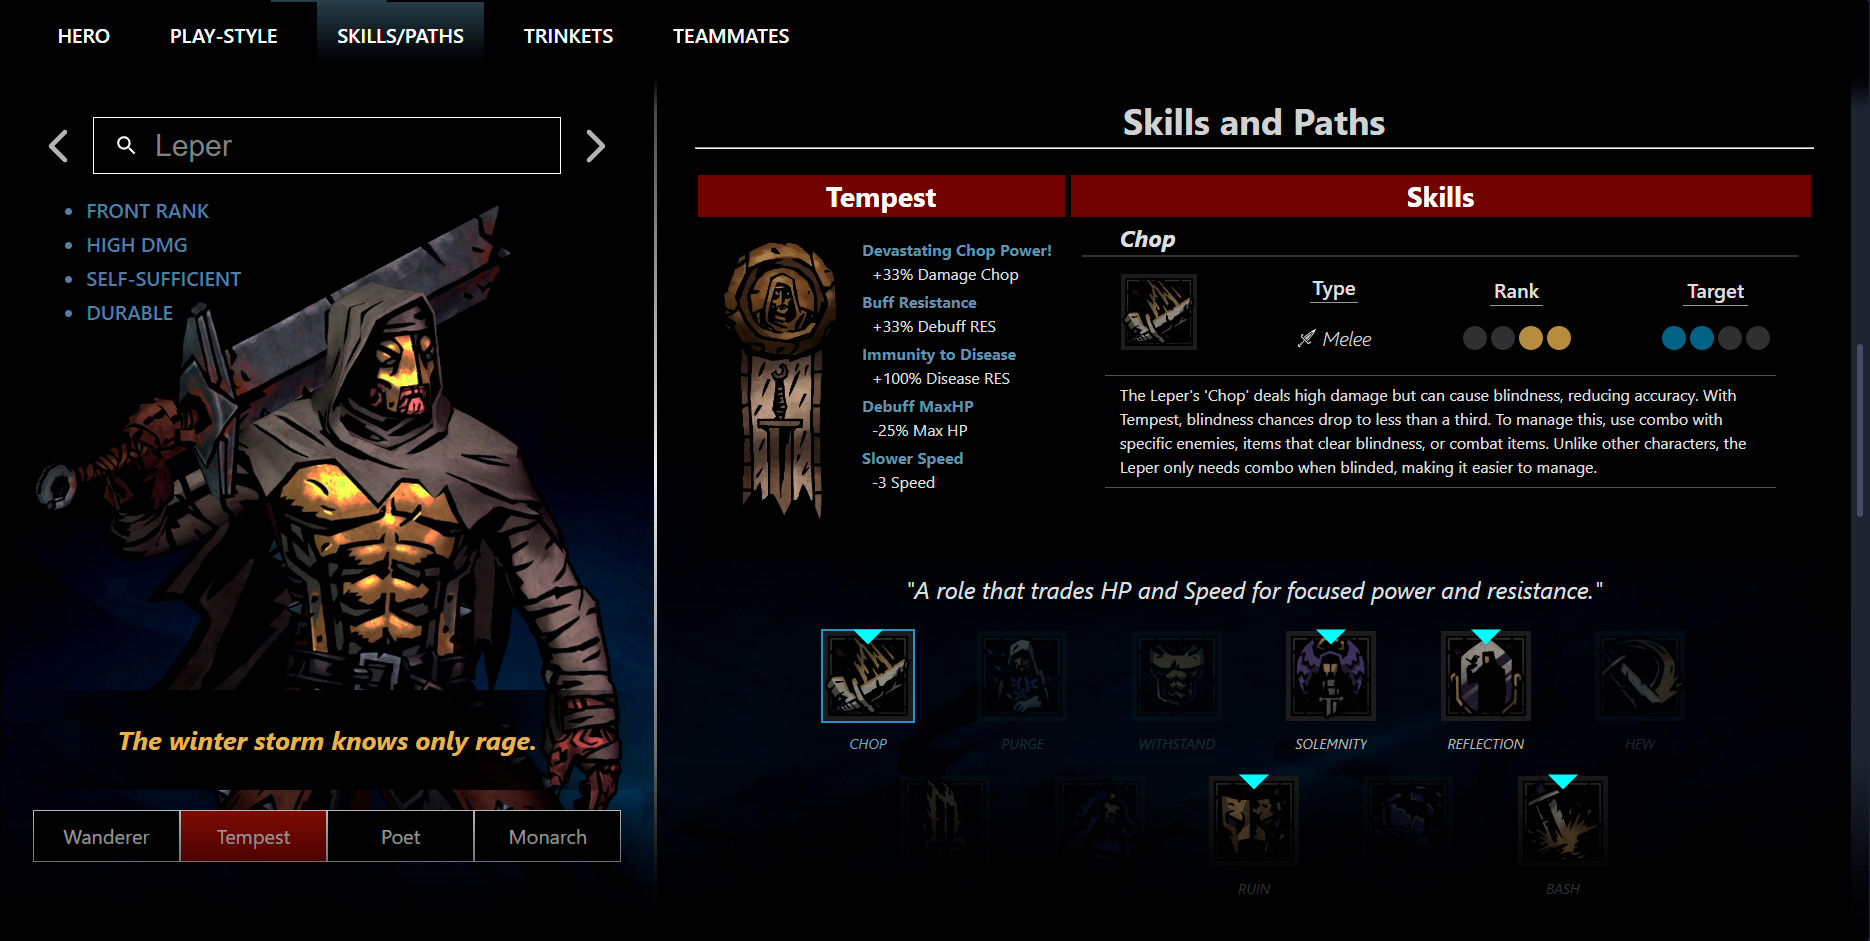 HERO
PLAY-STYLE
SKILLS/PATHS
TRINKETS
TEAMMATES
Leper
FRONT RANK
HIGH DMG
SELF-SUFFICIENT
DURABLE
The winter storm knows only rage.
Wanderer
Tempest
Poet
Monarch
Skills and Paths
Tempest
Devastating Chop Power!
+33% Damage Chop
Buff Resistance
+33% Debuff RES
Immunity to Disease
+100% Disease RES
Debuff MaxHP
-25% Max HP
Slower Speed
-3 Speed
Skills
Chop
Type
Rank
Target
Melee
The Leper's 'Chop' deals high damage but can cause blindness, reducing accuracy. With
Tempest, blindness chances drop to less than a third. To manage this, use combo with
specific enemies, items that clear blindness, or combat items. Unlike other characters, the
Leper only needs combo when blinded, making it easier to manage.
"A role that trades HP and Speed for focused power and resistance."
CHOP
PURGE
WITHSTAND
SOLEMNITY
REFLECTION
HEW
RUIN
BASH